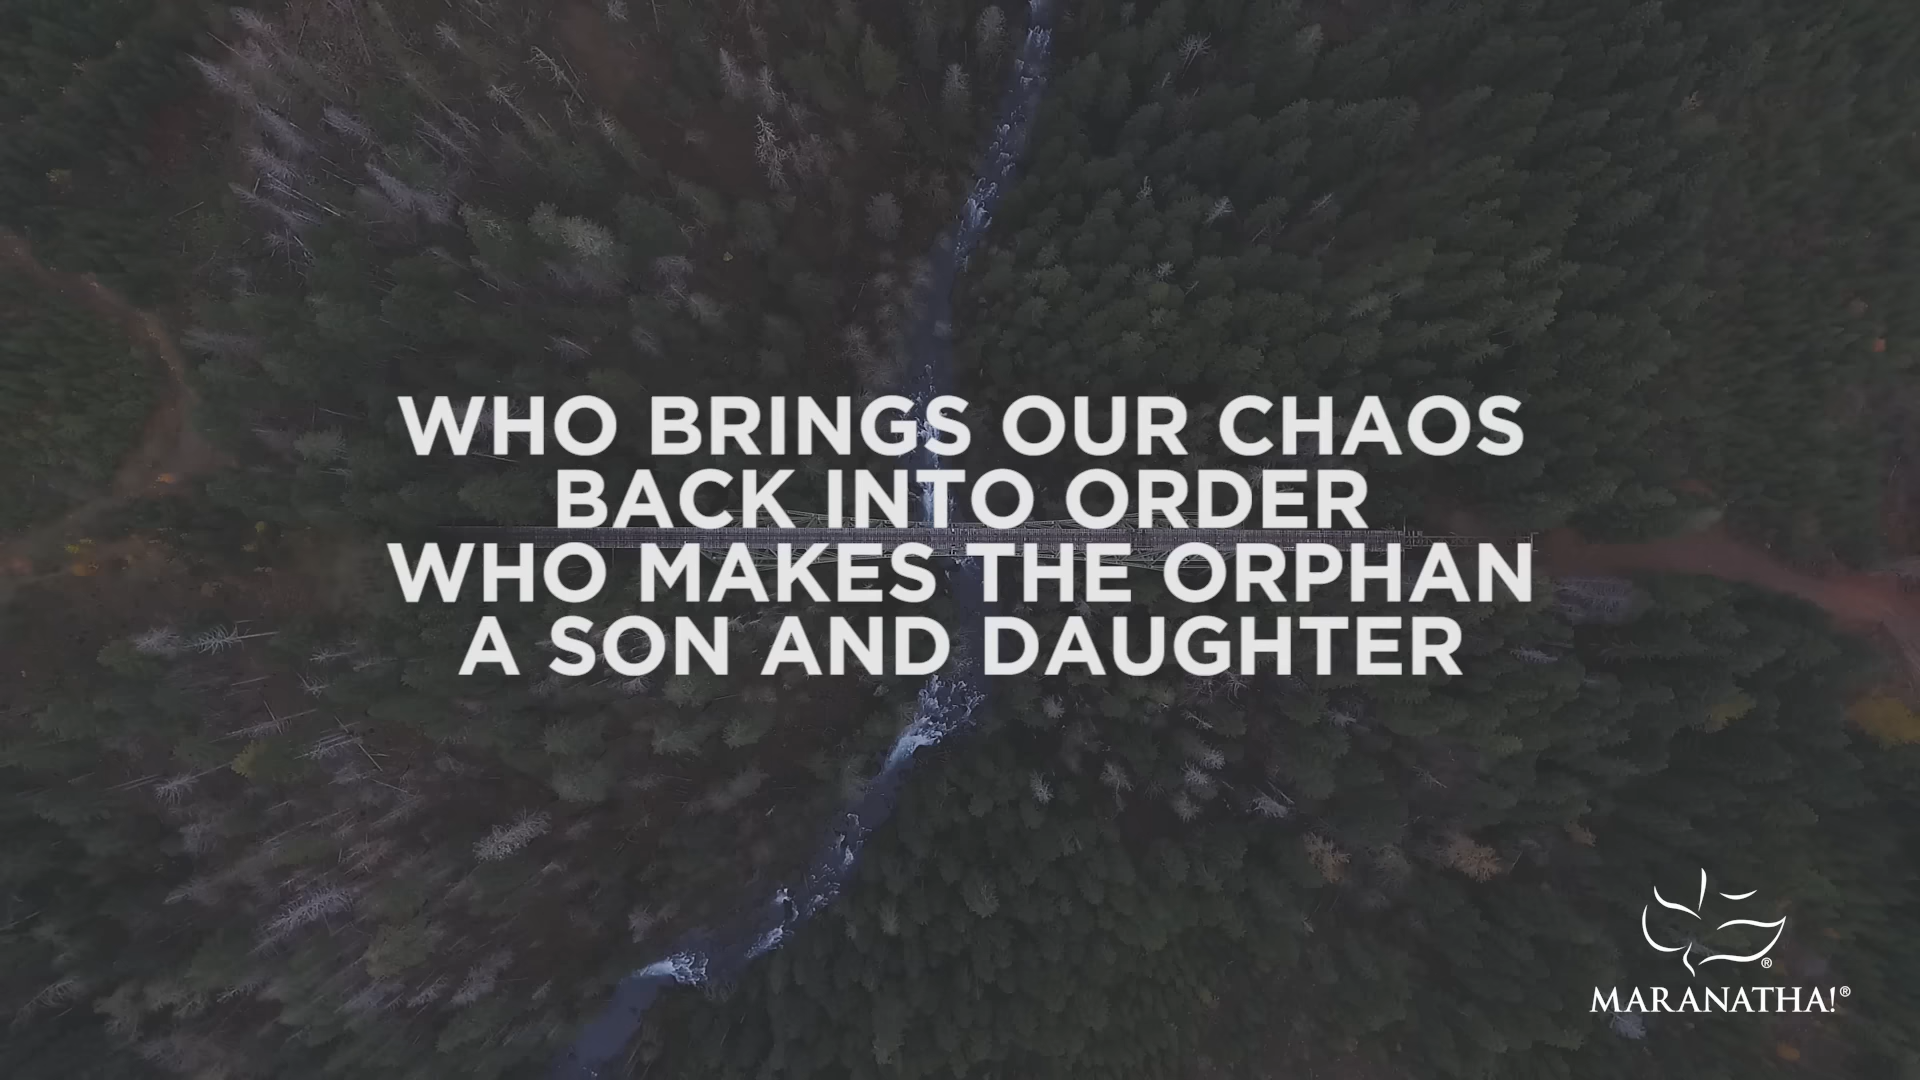 WHO BRINGS OUR CHAOS
BACK INTO ORDER
WHO MAKES THE ORPHAN
A SON AND DAUGHTER
®
MARANATHA!®